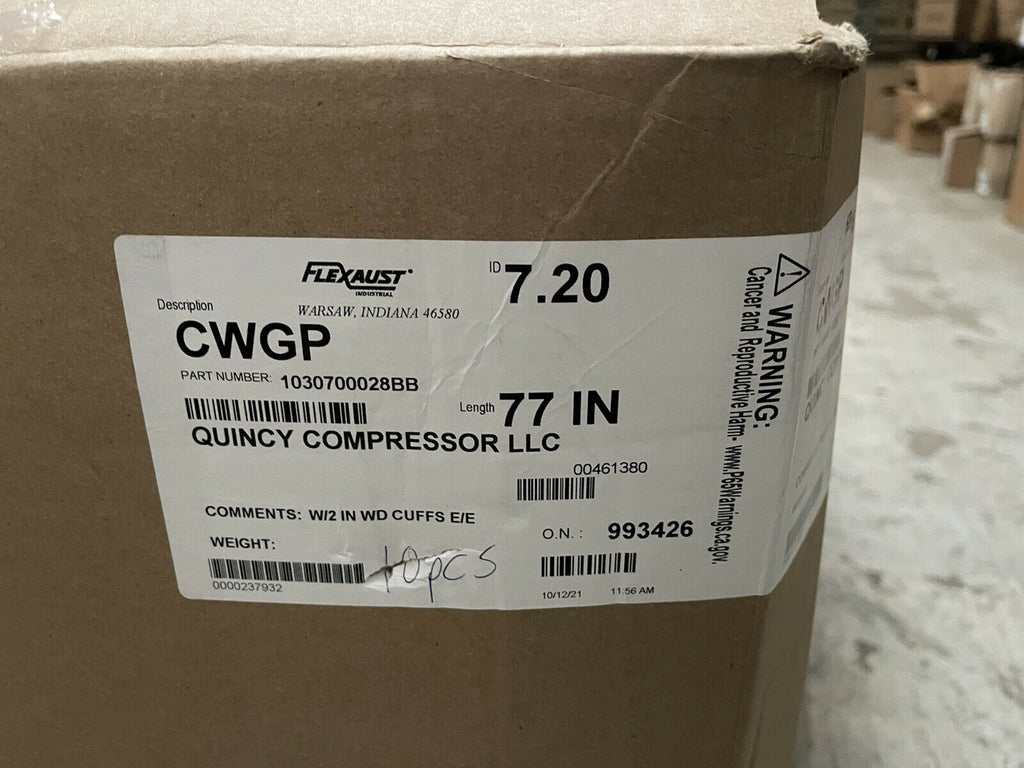 FLEXAUST
INDUSTRIAL
WARSAW, INDIANA 46580
ID 7.20
Description
CWGP
PART NUMBER: 1030700028BB
Length 77 IN
QUINCY COMPRESSOR LLC
00461380
COMMENTS: W/2 IN WD CUFFS E/E
O.N. : 993426
WEIGHT:
10pcs
0000237932
10/12/21 11:56 AM
WARNING:
Cancer and Reproductive Harm- www.P65Warnings.ca.gov.